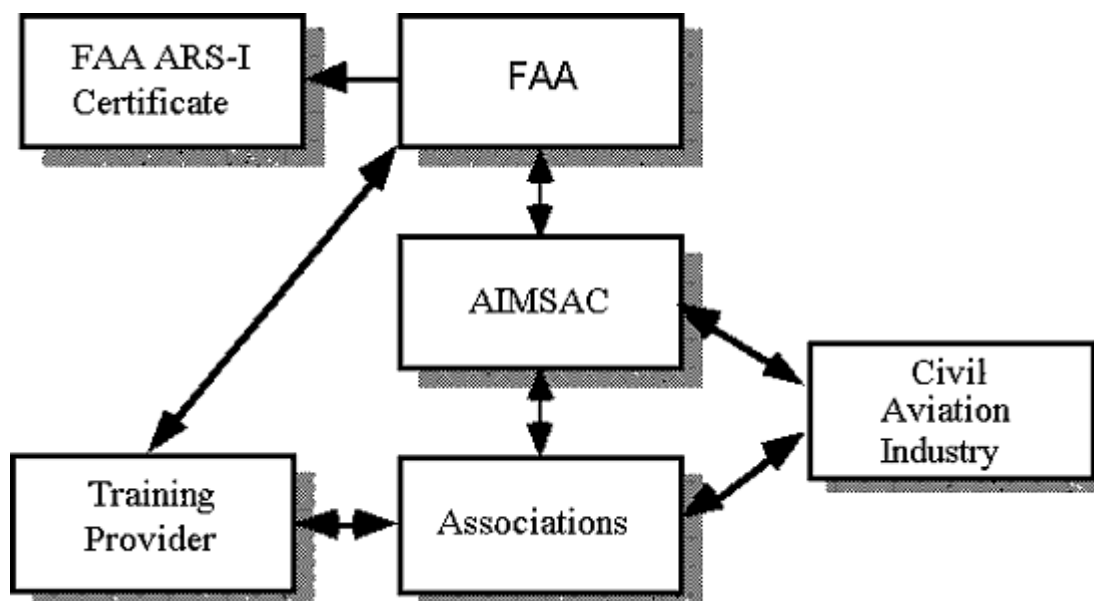 FAA ARS-I
Certificate
FAA
AIMSAC
Civil
Aviation
Industry
Training
Provider
Associations